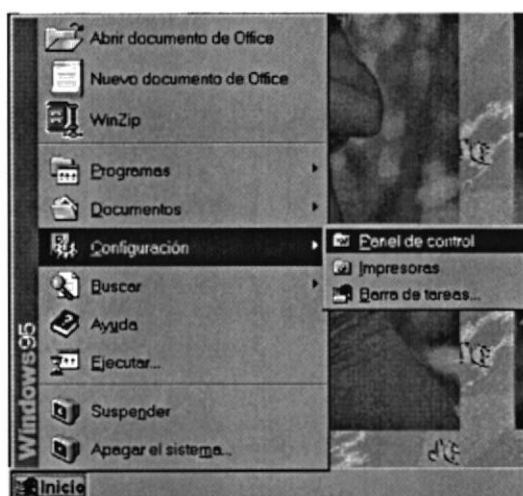 Abrir documento de Office
Nuevo documento de Office
WinZip
Programas
Documentos
Configuración
Panel de control
Impresoras
Barra de tareas...
Buscar
Ayuda
Ejecutar...
Suspender
Apagar el sistema...
Windows95
Inicio